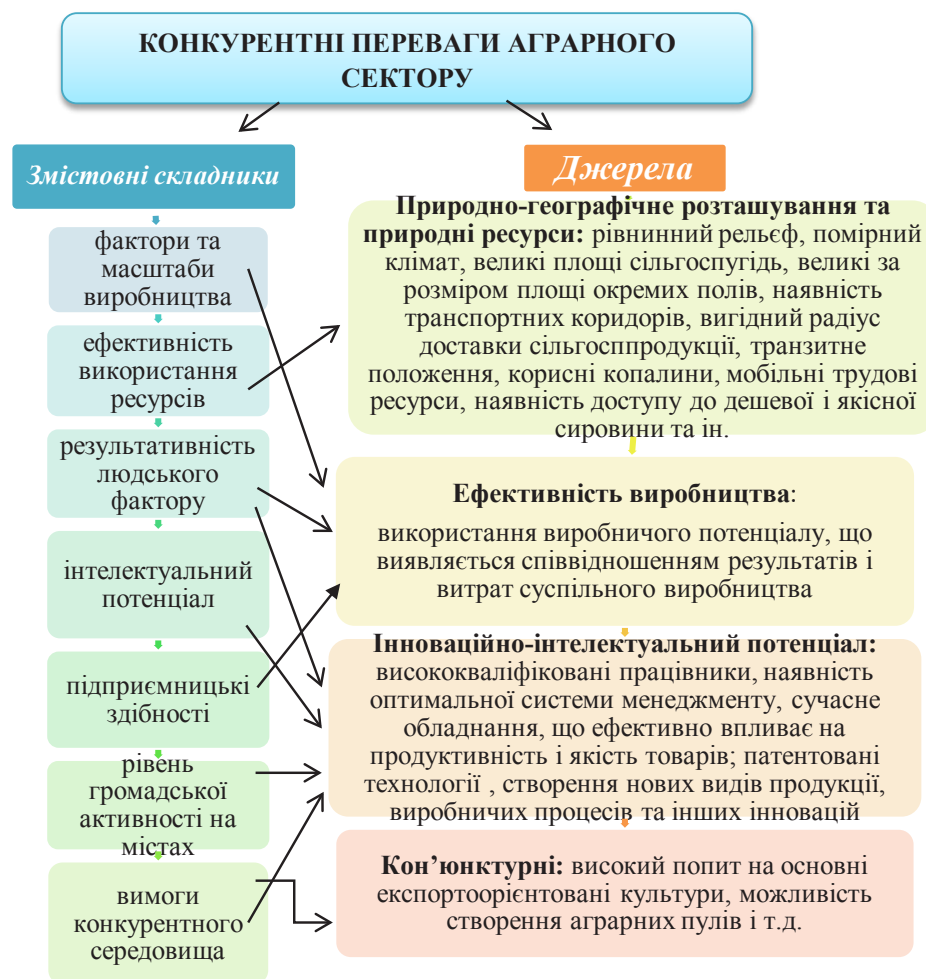 КОНКУРЕНТНІ ПЕРЕВАГИ АГРАРНОГО
СЕКТОРУ
Змістовні складники
фактори та
масштаби
виробництва
ефективність
використання
ресурсів
результативність
людського
фактору
інтелектуальний
потенціал
підприємницькі
здібності
рівень
громадської
активності на
містах
вимоги
конкурентного
середовища
Джерела
Природно-географічне розташування та
природні ресурси: рівнинний рельєф, помірний
клімат, великі площі сільгоспугідь, великі за
розміром площі окремих полів, наявність
транспортних коридорів, вигідний радіус
доставки сільгосппродукції, транзитне
положення, корисні копалини, мобільні трудові
ресурси, наявність доступу до дешевої і якісної
сировини та ін.
Ефективність виробництва:
використання виробничого потенціалу, що
виявляється співвідношенням результатів і
витрат суспільного виробництва
Інноваційно-інтелектуальний потенціал:
висококваліфіковані працівники, наявність
оптимальної системи менеджменту, сучасне
обладнання, що ефективно впливає на
продуктивність і якість товарів; патентовані
технології , створення нових видів продукції,
виробничих процесів та інших інновацій
Кон’юнктурні: високий попит на основні
експортоорієнтовані культури, можливість
створення аграрних пулів і т.д.